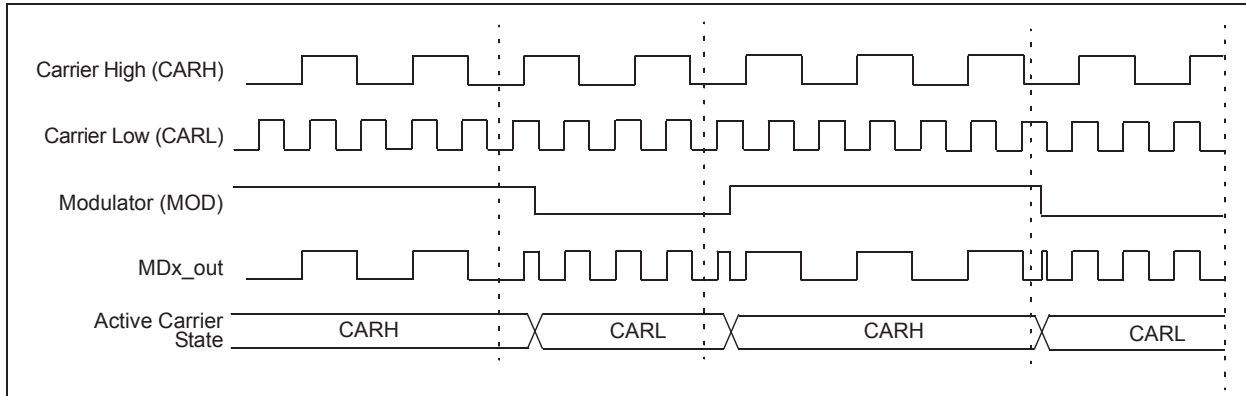 Carrier High (CARH)
Carrier Low (CARL)
Modulator (MOD)
MDx_out
Active Carrier
State
CARH
CARL
CARH
CARL